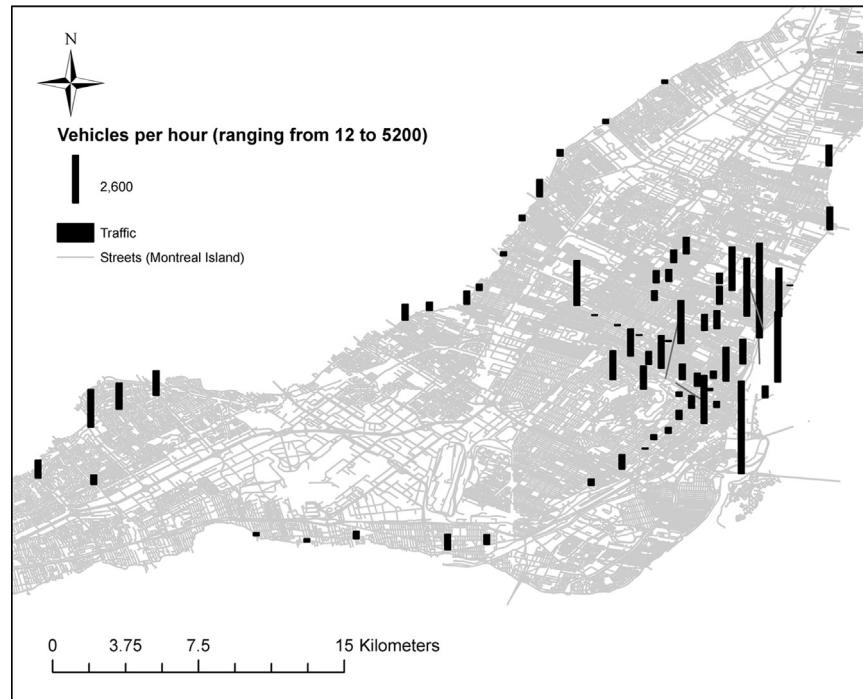 N
Vehicles per hour (ranging from 12 to 5200)
2,600
Traffic
Streets (Montreal Island)
0 3.75 7.5 15 Kilometers